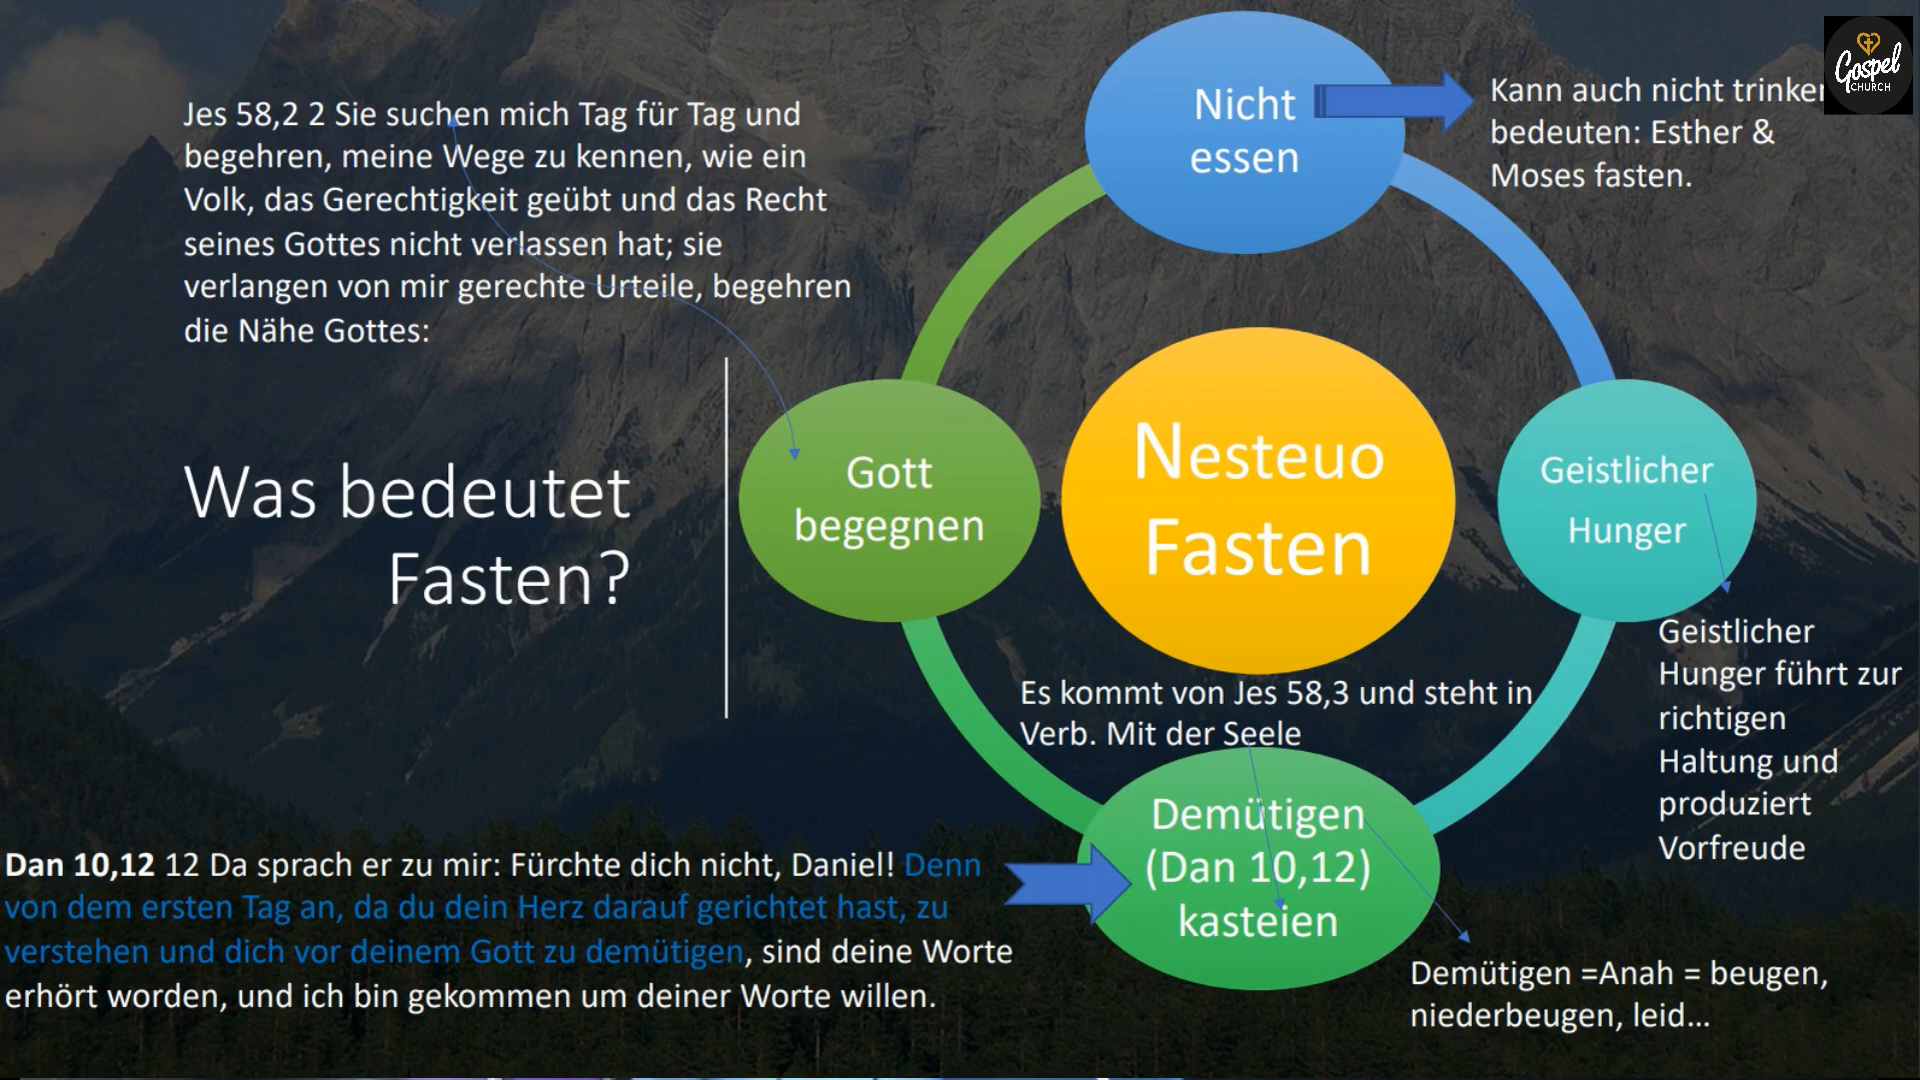 Jes 58,2 2 Sie suchen mich Tag für Tag und
begehren, meine Wege zu kennen, wie ein
Volk, das Gerechtigkeit geübt und das Recht
seines Gottes nicht verlassen hat; sie
verlangen von mir gerechte Urteile, begehren
die Nähe Gottes:
Nicht
essen
Kann auch nicht trinken
bedeuten: Esther &
Moses fasten.
Gospel
CHURCH
Was bedeutet
Fasten?
Gott
begegnen
Nesteuo
Fasten
Geistlicher
Hunger
Geistlicher
Hunger führt zur
richtigen
Haltung und
produziert
Vorfreude
Es kommt von Jes 58,3 und steht in
Verb. Mit der Seele
Demütigen
(Dan 10,12)
kasteien
Dan 10,12 12 Da sprach er zu mir: Fürchte dich nicht, Daniel! Denn
von dem ersten Tag an, da du dein Herz darauf gerichtet hast, zu
verstehen und dich vor deinem Gott zu demütigen, sind deine Worte
erhört worden, und ich bin gekommen um deiner Worte willen.
Demütigen =Anah = beugen,
niederbeugen, leid...